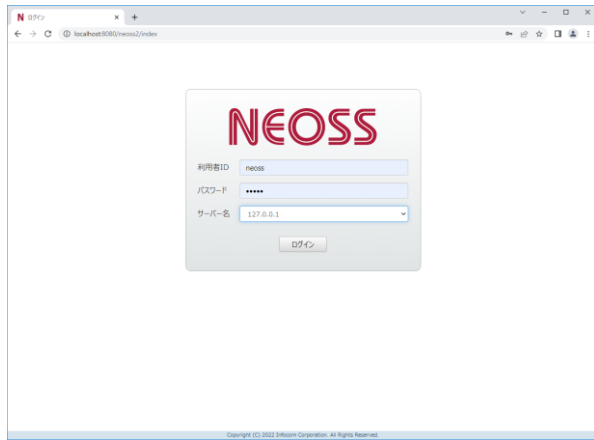 ログイン
localhost:8080/neoss2/index
NEOSS
利用者ID neoss
パスワード •••••
サーバー名 127.0.0.1
ログイン
Copyright (C) 2022 Infocom Corporation. All Rights Reserved.